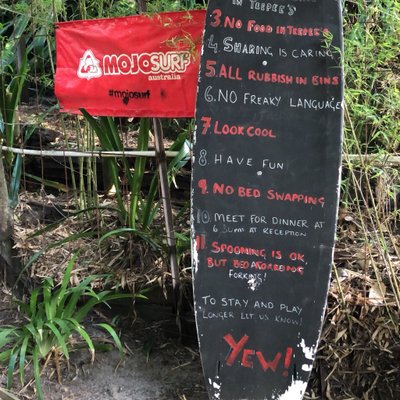 MOJOSURF
australia
#mojosurf
IN TEEPEE'S
3. NO FOOD IN TEEPEE'S
4. SHARING IS CARING
5. ALL RUBBISH IN BINS
6. NO FREAKY LANGUAGE
7. LOOK COOL
8. HAVE FUN
9. NO BED SWAPPING
10 MEET FOR DINNER AT
6:30pm AT RECEPTION
11. SPOONING IS OK,
BUT
FORKING!
TO STAY AND PLAY
LONGER LET US KNOW!
YEW!!